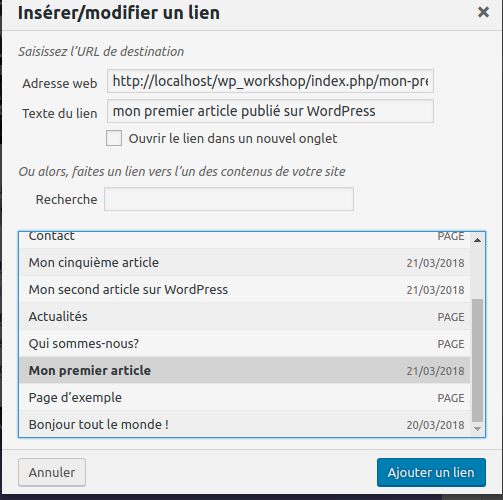 Insérer/modifier un lien
Saisissez l'URL de destination
Adresse web http://localhost/wp_workshop/index.php/mon-pre
Texte du lien mon premier article publié sur WordPress
Ouvrir le lien dans un nouvel onglet
Ou alors, faites un lien vers l'un des contenus de votre site
Recherche
Contact PAGE
Mon cinquième article 21/03/2018
Mon second article sur WordPress 21/03/2018
Actualités PAGE
Qui sommes-nous? PAGE
Mon premier article 21/03/2018
Page d'exemple PAGE
Bonjour tout le monde ! 20/03/2018
Annuler Ajouter un lien